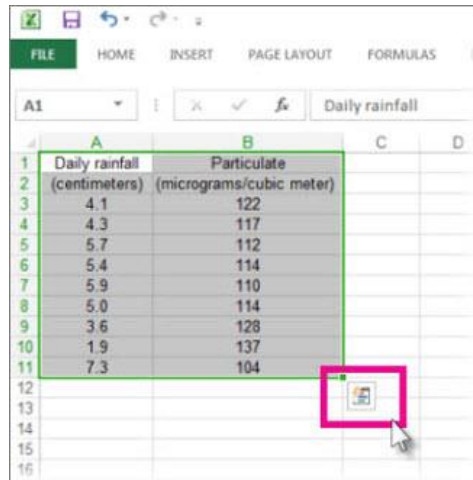 FILE HOME INSERT PAGE LAYOUT FORMULAS
A1 fx Daily rainfall
A B C D
1 Daily rainfall Particulate
2 (centimeters) (micrograms/cubic meter)
3 4.1 122
4 4.3 117
5 5.7 112
6 5.4 114
7 5.9 110
8 5.0 114
9 3.6 128
10 1.9 137
11 7.3 104
12
13
14
15
16